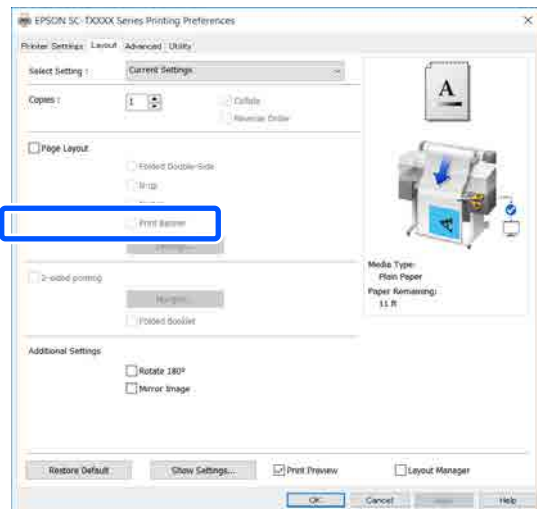 EPSON SC-TXXXX Series Printing Preferences
Printer Settings Layout Advanced Utility
Select Setting : Current Settings
Copies : 1 Collate
Reverse Order
Page Layout
Folded Double-Side
N-up
Print Banner
2-sided printing
Folded Booklet
Additional Settings
Rotate 180º
Mirror Image
A
A
Media Type:
Plain Paper
Paper Remaining:
11 ft
Restore Default Show Settings... Print Preview Layout Manager
OK Cancel Help